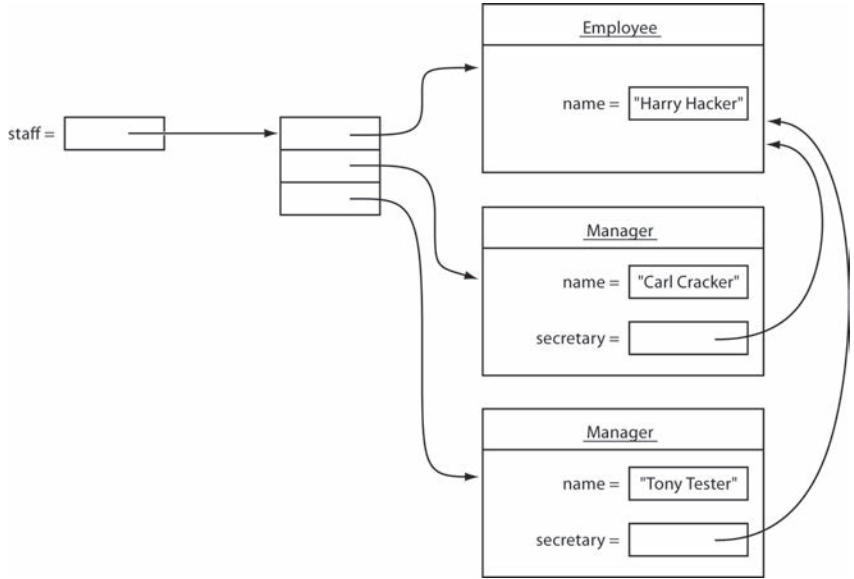 Employee
name = "Harry Hacker"
staff =
Manager
name = "Carl Cracker"
secretary =
Manager
name = "Tony Tester"
secretary =